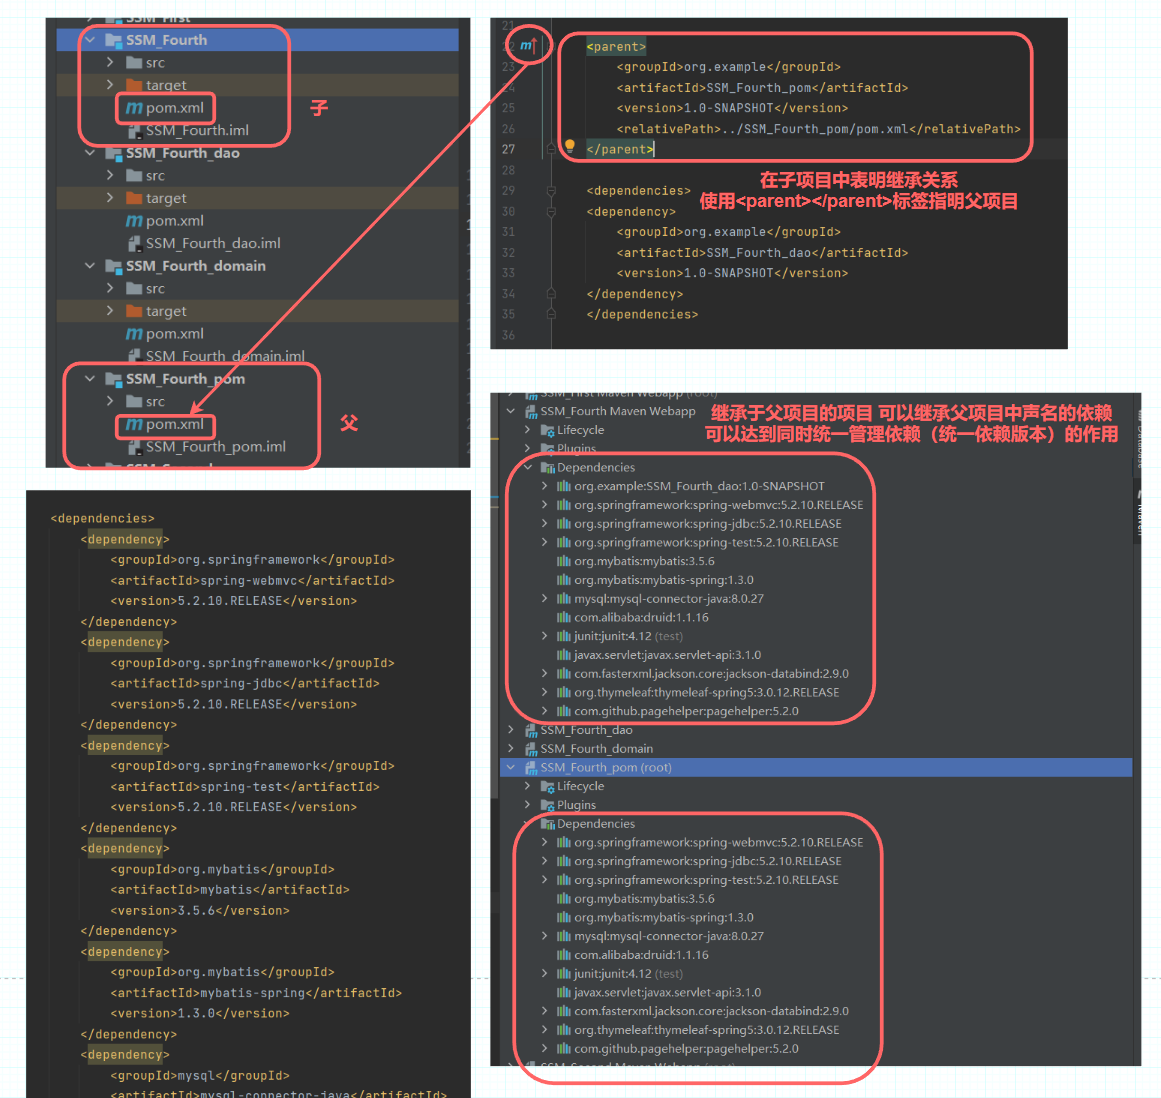 SSM_First
SSM_Fourth
src
target
pom.xml
SSM_Fourth.iml
子
SSM_Fourth_dao
src
target
pom.xml
SSM_Fourth_dao.iml
SSM_Fourth_domain
src
target
pom.xml
SSM_Fourth_domain.iml
SSM_Fourth_pom
src
pom.xml
SSM_Fourth_pom.iml
父
21
22 <parent>
23 <groupId>org.example</groupId>
24 <artifactId>SSM_Fourth_pom</artifactId>
25 <version>1.0-SNAPSHOT</version>
26 <relativePath>../SSM_Fourth_pom/pom.xml</relativePath>
27 </parent>
28
在子项目中表明继承关系
使用<parent></parent>标签指明父项目
29 <dependencies>
30 <dependency>
31 <groupId>org.example</groupId>
32 <artifactId>SSM_Fourth_dao</artifactId>
33 <version>1.0-SNAPSHOT</version>
34 </dependency>
35 </dependencies>
36
<dependencies>
<dependency>
<groupId>org.springframework</groupId>
<artifactId>spring-webmvc</artifactId>
<version>5.2.10.RELEASE</version>
</dependency>
<dependency>
<groupId>org.springframework</groupId>
<artifactId>spring-jdbc</artifactId>
<version>5.2.10.RELEASE</version>
</dependency>
<dependency>
<groupId>org.springframework</groupId>
<artifactId>spring-test</artifactId>
<version>5.2.10.RELEASE</version>
</dependency>
<dependency>
<groupId>org.mybatis</groupId>
<artifactId>mybatis</artifactId>
<version>3.5.6</version>
</dependency>
<dependency>
<groupId>org.mybatis</groupId>
<artifactId>mybatis-spring</artifactId>
<version>1.3.0</version>
</dependency>
<dependency>
<groupId>mysql</groupId>
<artifactId>mysql-connector-java</artifactId>
SSM_First Maven Webapp (root)
SSM_Fourth Maven Webapp
继承于父项目的项目 可以继承父项目中声名的依赖
可以达到同时统一管理依赖（统一依赖版本）的作用
Lifecycle
Plugins
Dependencies
org.example:SSM_Fourth_dao:1.0-SNAPSHOT
org.springframework:spring-webmvc:5.2.10.RELEASE
org.springframework:spring-jdbc:5.2.10.RELEASE
org.springframework:spring-test:5.2.10.RELEASE
org.mybatis:mybatis:3.5.6
org.mybatis:mybatis-spring:1.3.0
mysql:mysql-connector-java:8.0.27
com.alibaba:druid:1.1.16
junit:junit:4.12 (test)
javax.servlet:javax.servlet-api:3.1.0
com.fasterxml.jackson.core:jackson-databind:2.9.0
org.thymeleaf:thymeleaf-spring5:3.0.12.RELEASE
com.github.pagehelper:pagehelper:5.2.0
SSM_Fourth_dao
SSM_Fourth_domain
SSM_Fourth_pom (root)
Lifecycle
Plugins
Dependencies
org.springframework:spring-webmvc:5.2.10.RELEASE
org.springframework:spring-jdbc:5.2.10.RELEASE
org.springframework:spring-test:5.2.10.RELEASE
org.mybatis:mybatis:3.5.6
org.mybatis:mybatis-spring:1.3.0
mysql:mysql-connector-java:8.0.27
com.alibaba:druid:1.1.16
junit:junit:4.12 (test)
javax.servlet:javax.servlet-api:3.1.0
com.fasterxml.jackson.core:jackson-databind:2.9.0
org.thymeleaf:thymeleaf-spring5:3.0.12.RELEASE
com.github.pagehelper:pagehelper:5.2.0
SSM_Second Maven Webapp (root)